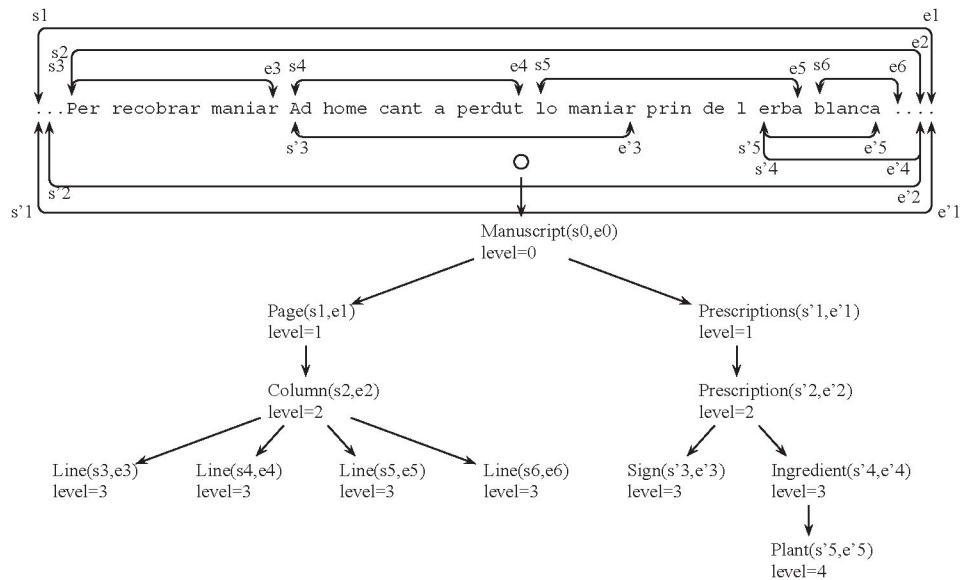 s1 e1
s2 e2
s3 e3 s4 e4 s5 e5 s6 e6
...Per recobrar maniar Ad home cant a perdut lo maniar prin de l erba blanca ....
s'3 e'3 s'5 e'5
s'4 e'4
s'2 e'2
s'1 e'1
Manuscript(s0,e0)
level=0
Page(s1,e1) Prescriptions(s'1,e'1)
level=1 level=1
Column(s2,e2) Prescription(s'2,e'2)
level=2 level=2
Line(s3,e3) Line(s4,e4) Line(s5,e5) Line(s6,e6) Sign(s'3,e'3) Ingredient(s'4,e'4)
level=3 level=3 level=3 level=3 level=3 level=3
Plant(s'5,e'5)
level=4